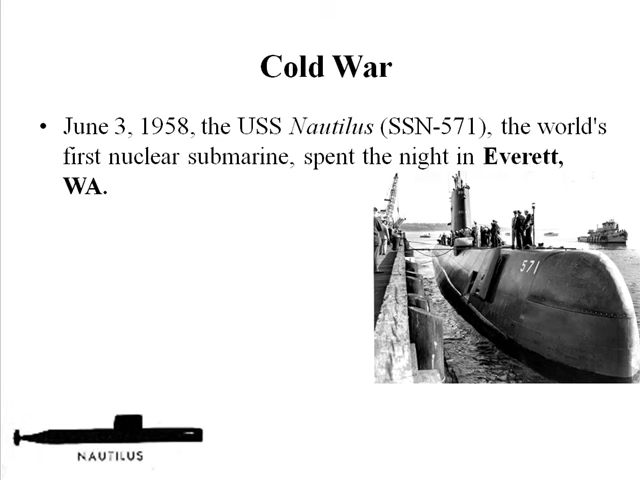 Cold War
• June 3, 1958, the USS Nautilus (SSN-571), the world's
first nuclear submarine, spent the night in Everett,
WA.
571
NAUTILUS